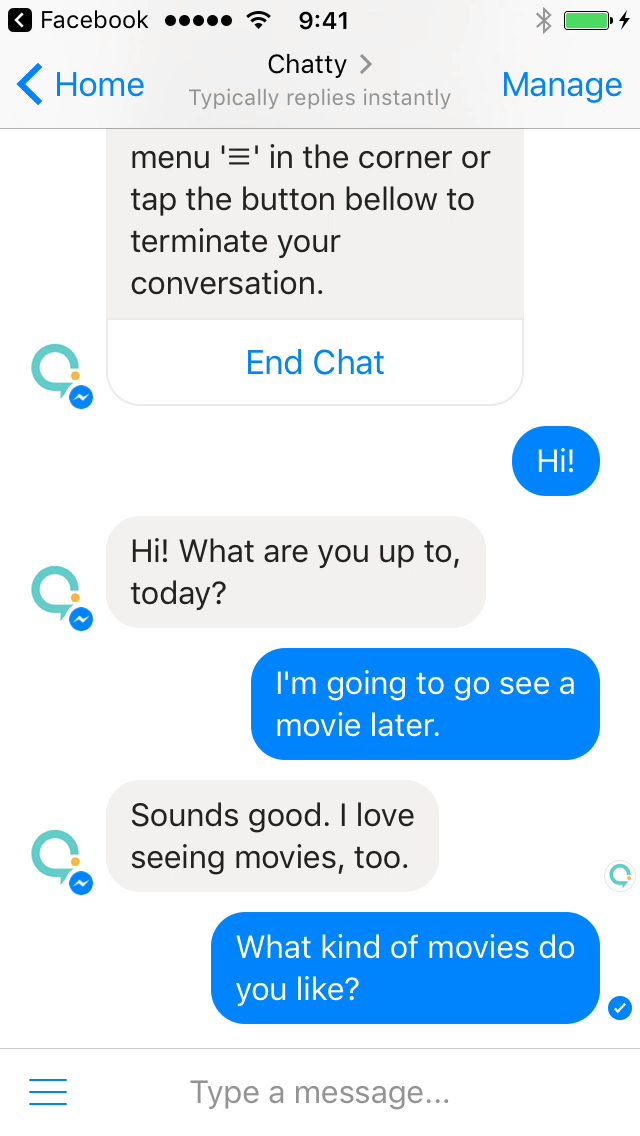 Facebook 9:41
Chatty
Home Typically replies instantly Manage
menu '≡' in the corner or
tap the button bellow to
terminate your
conversation.
End Chat
Hi!
Hi! What are you up to,
today?
I'm going to go see a
movie later.
Sounds good. I love
seeing movies, too.
What kind of movies do
you like?
Type a message...